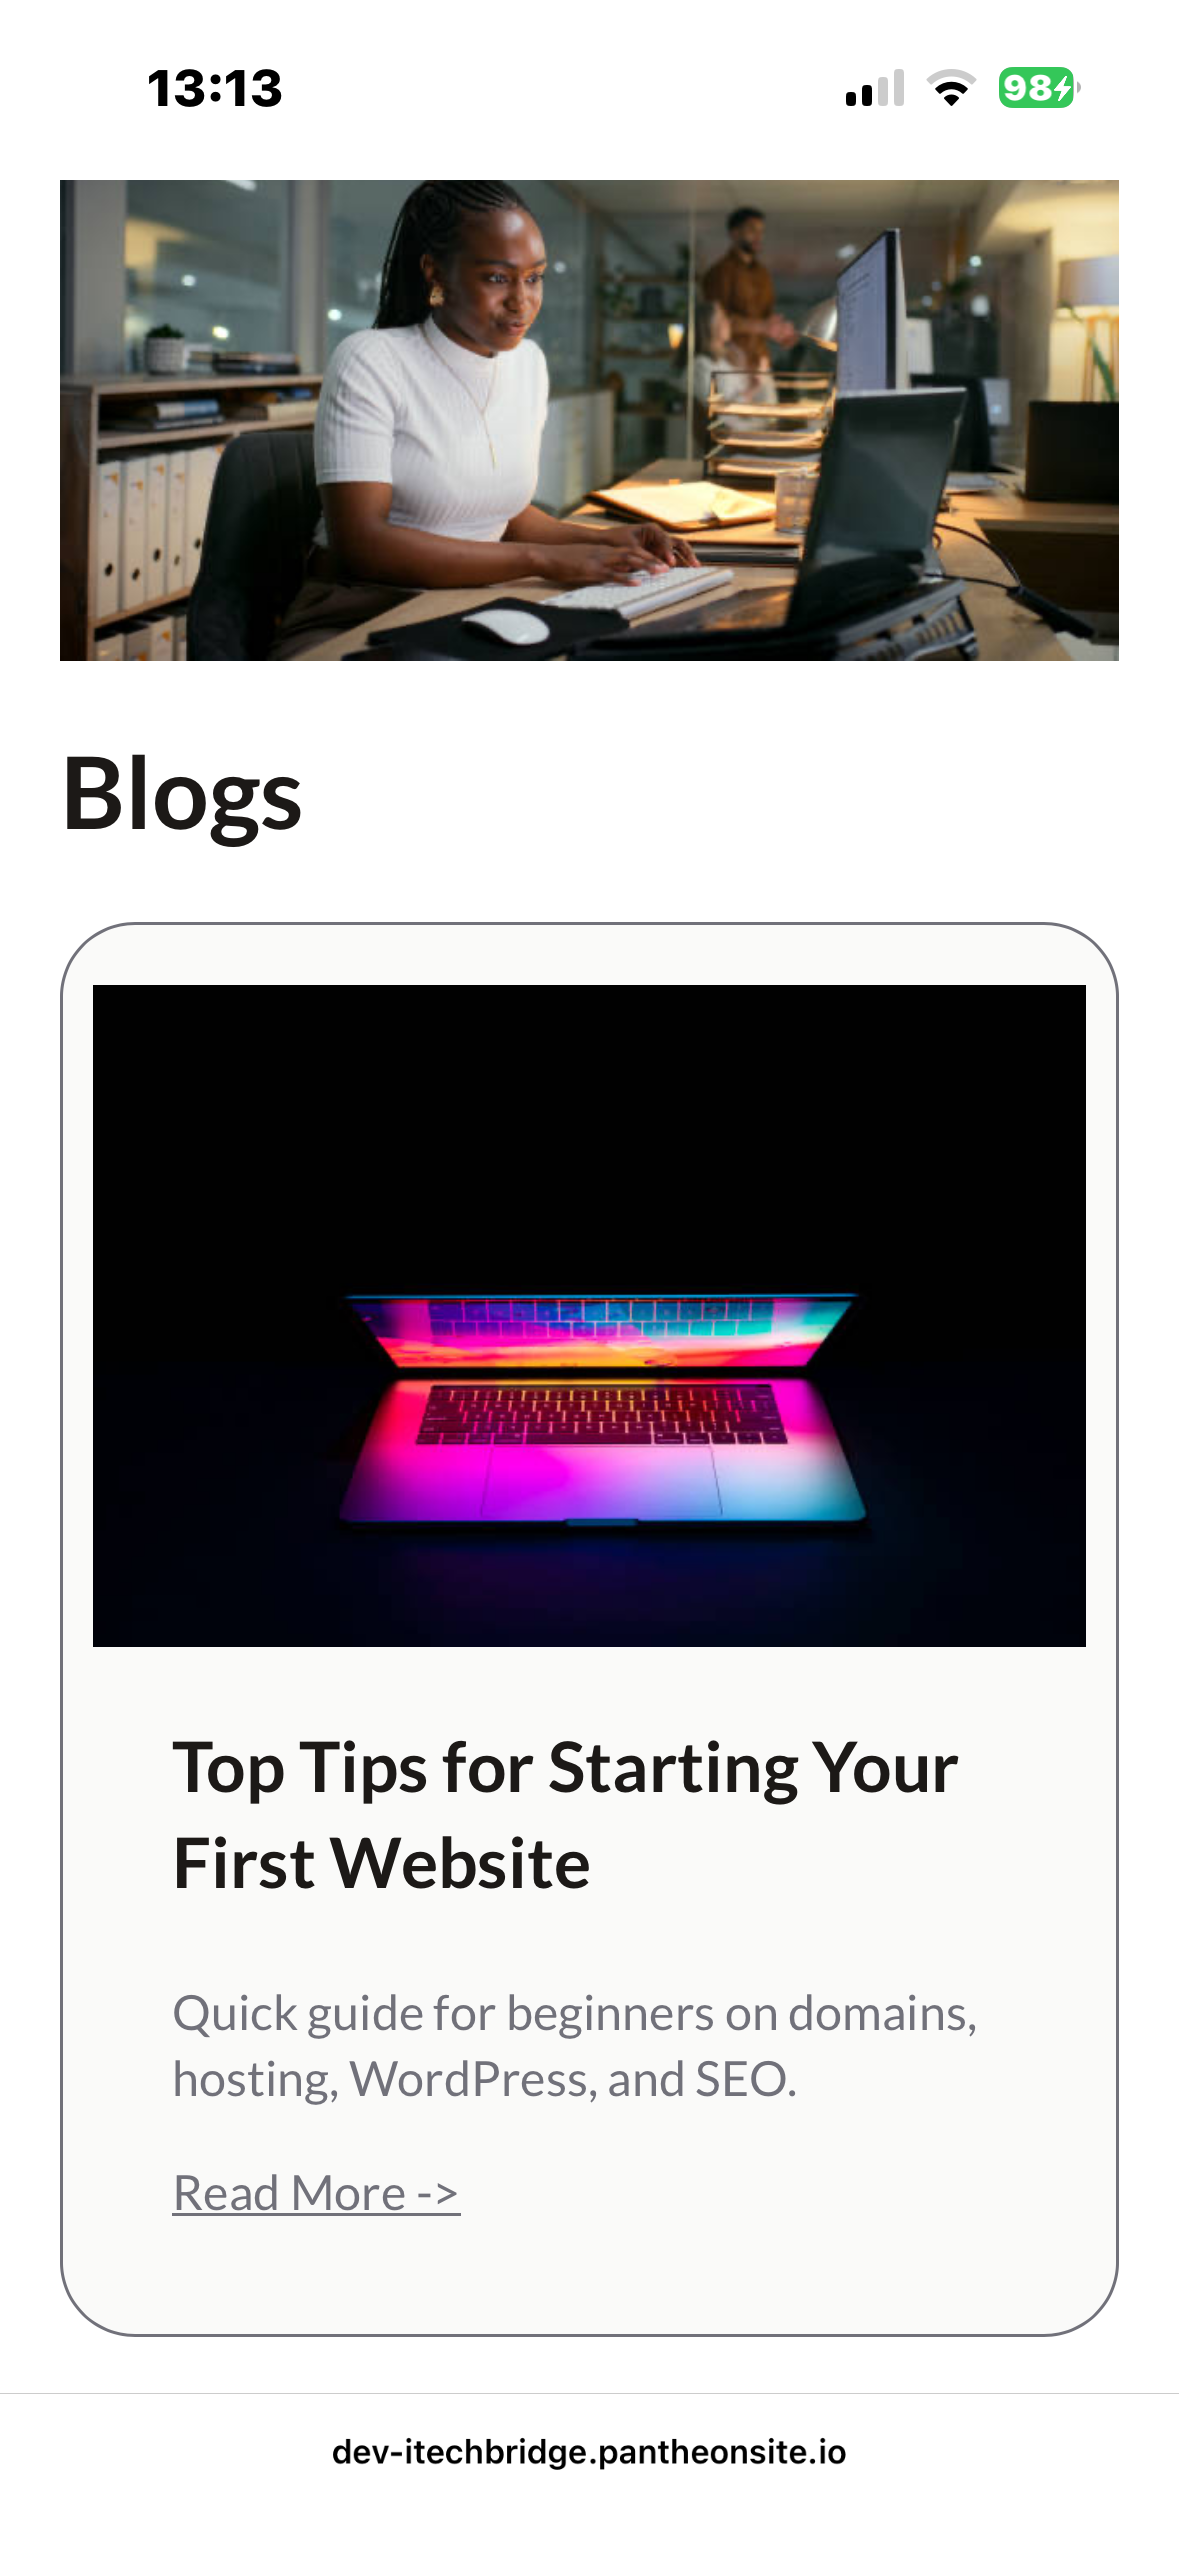 13:13
98
Blogs
Top Tips for Starting Your
First Website
Quick guide for beginners on domains,
hosting, WordPress, and SEO.
Read More ->
dev-itechbridge.pantheonsite.io